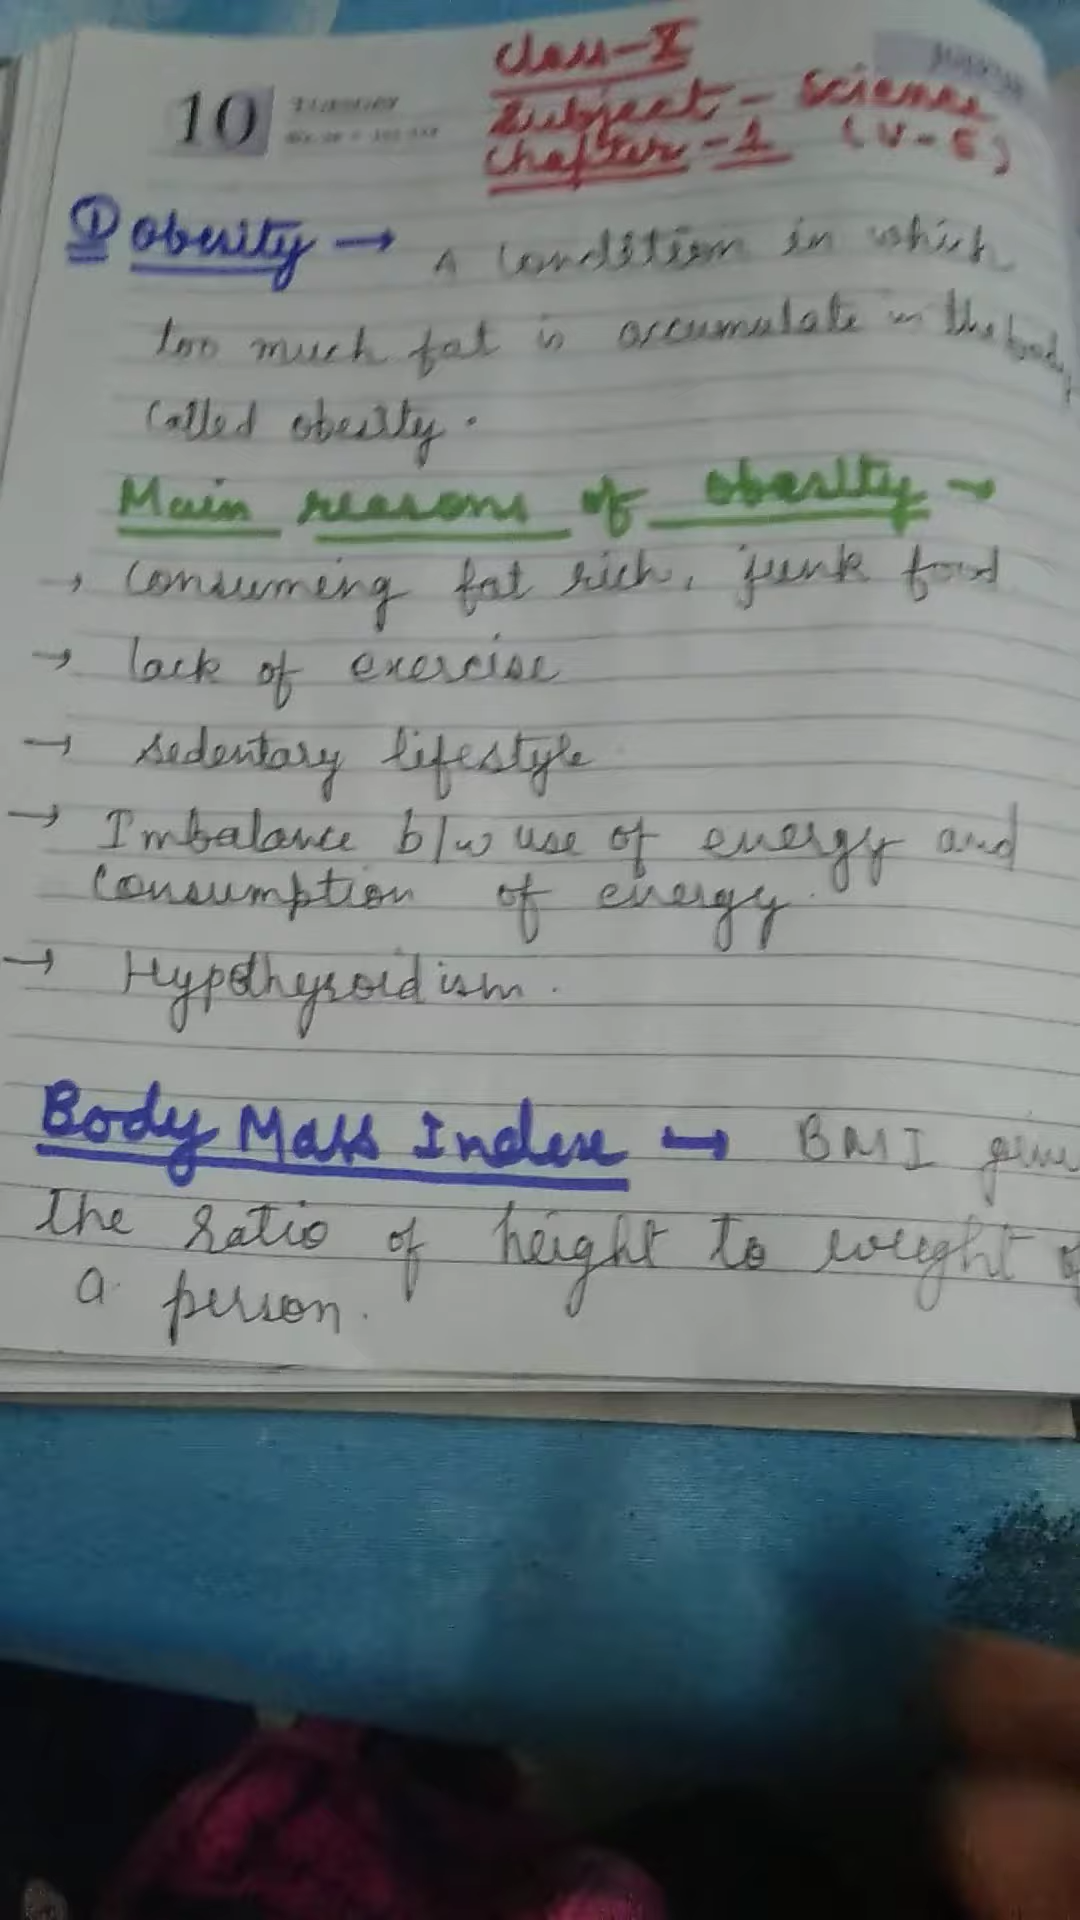 Class-X
10 Subject - Science
Chapter-1 (V-5)
① obesity → A condition in which
too much fat is accumulate in the body,
called obesity.
Main reasons of obesity →
→ Consuming fat rich, junk food
→ lack of exercise
→ sedentary lifestyle
→ Imbalance b/w use of energy and
consumption of energy.
→ Hypothyroidism.
Body Mass Index → BMI
the ratio of height to weight
a person.